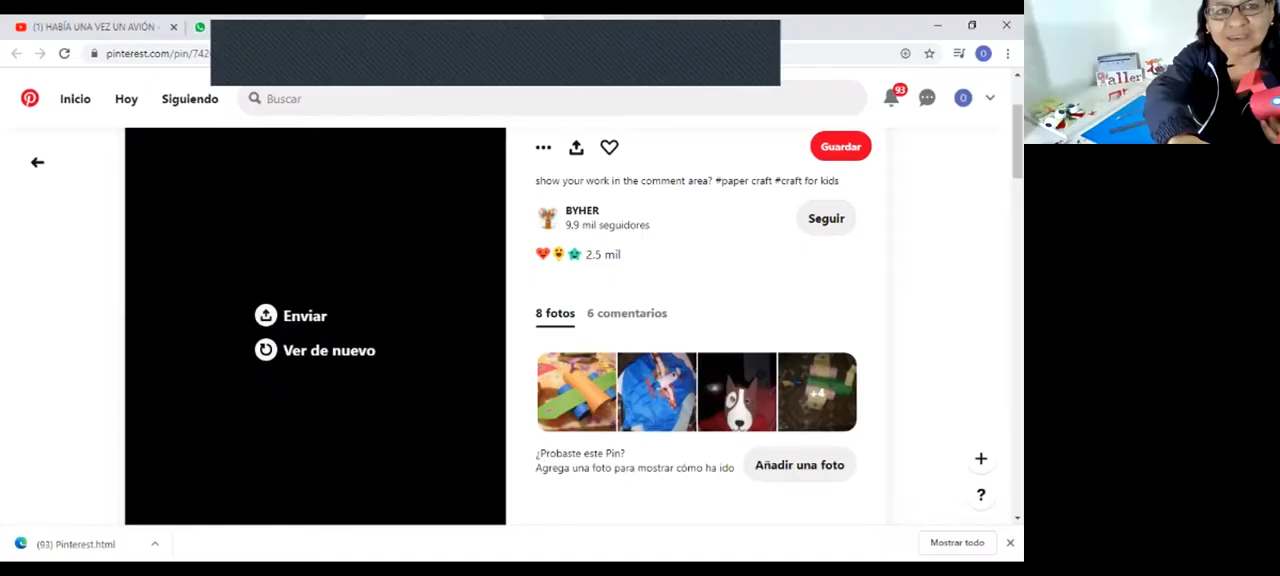 (1) HABÍA UNA VEZ UN AVIÓN -
pinterest.com/pin/742
Inicio
Hoy
Siguiendo
Buscar
93
O
Guardar
show your work in the comment area? #paper craft #craft for kids
BYHER
9.9 mil seguidores
Seguir
2.5 mil
Enviar
Ver de nuevo
8 fotos
6 comentarios
+4
¿Probaste este Pin?
Agrega una foto para mostrar cómo ha ido
Añadir una foto
+
?
(93) Pinterest.html
Mostrar todo
aller